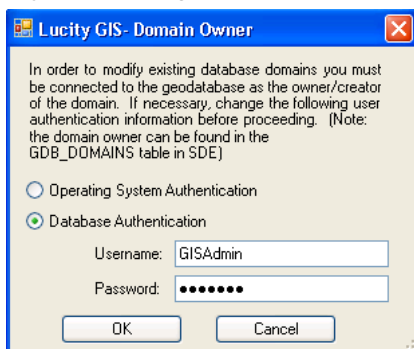 Lucity GIS- Domain Owner
In order to modify existing database domains you must
be connected to the geodatabase as the owner/creator
of the domain. If necessary, change the following user
authentication information before proceeding. (Note:
the domain owner can be found in the
GDB_DOMAINS table in SDE)
Operating System Authentication
Database Authentication
Username: GISAdmin
Password: •••••••
OK Cancel